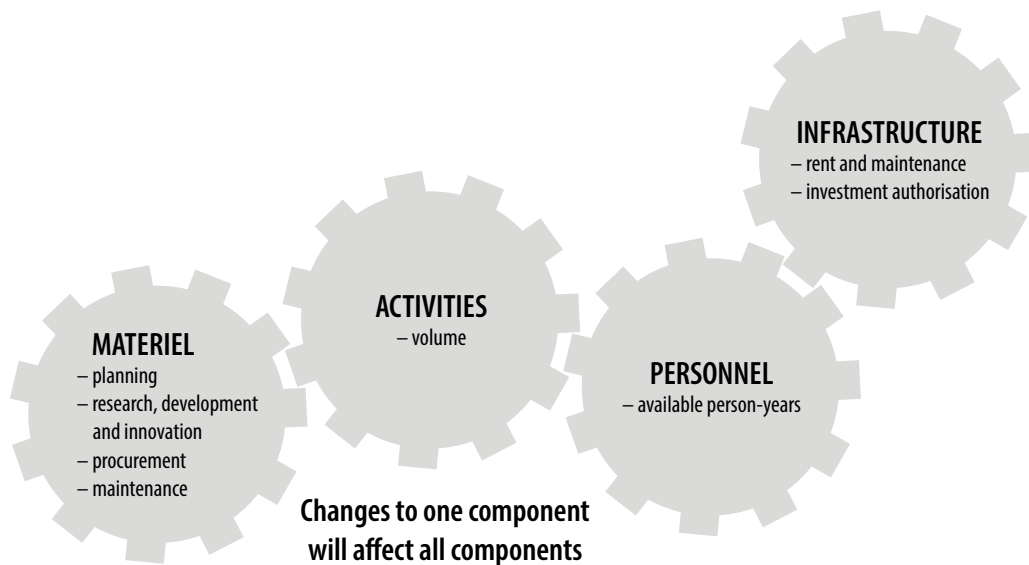 INFRASTRUCTURE
– rent and maintenance
– investment authorisation
ACTIVITIES
– volume
MATERIEL
– planning
– research, development
and innovation
– procurement
– maintenance
PERSONNEL
– available person-years
Changes to one component
will affect all components